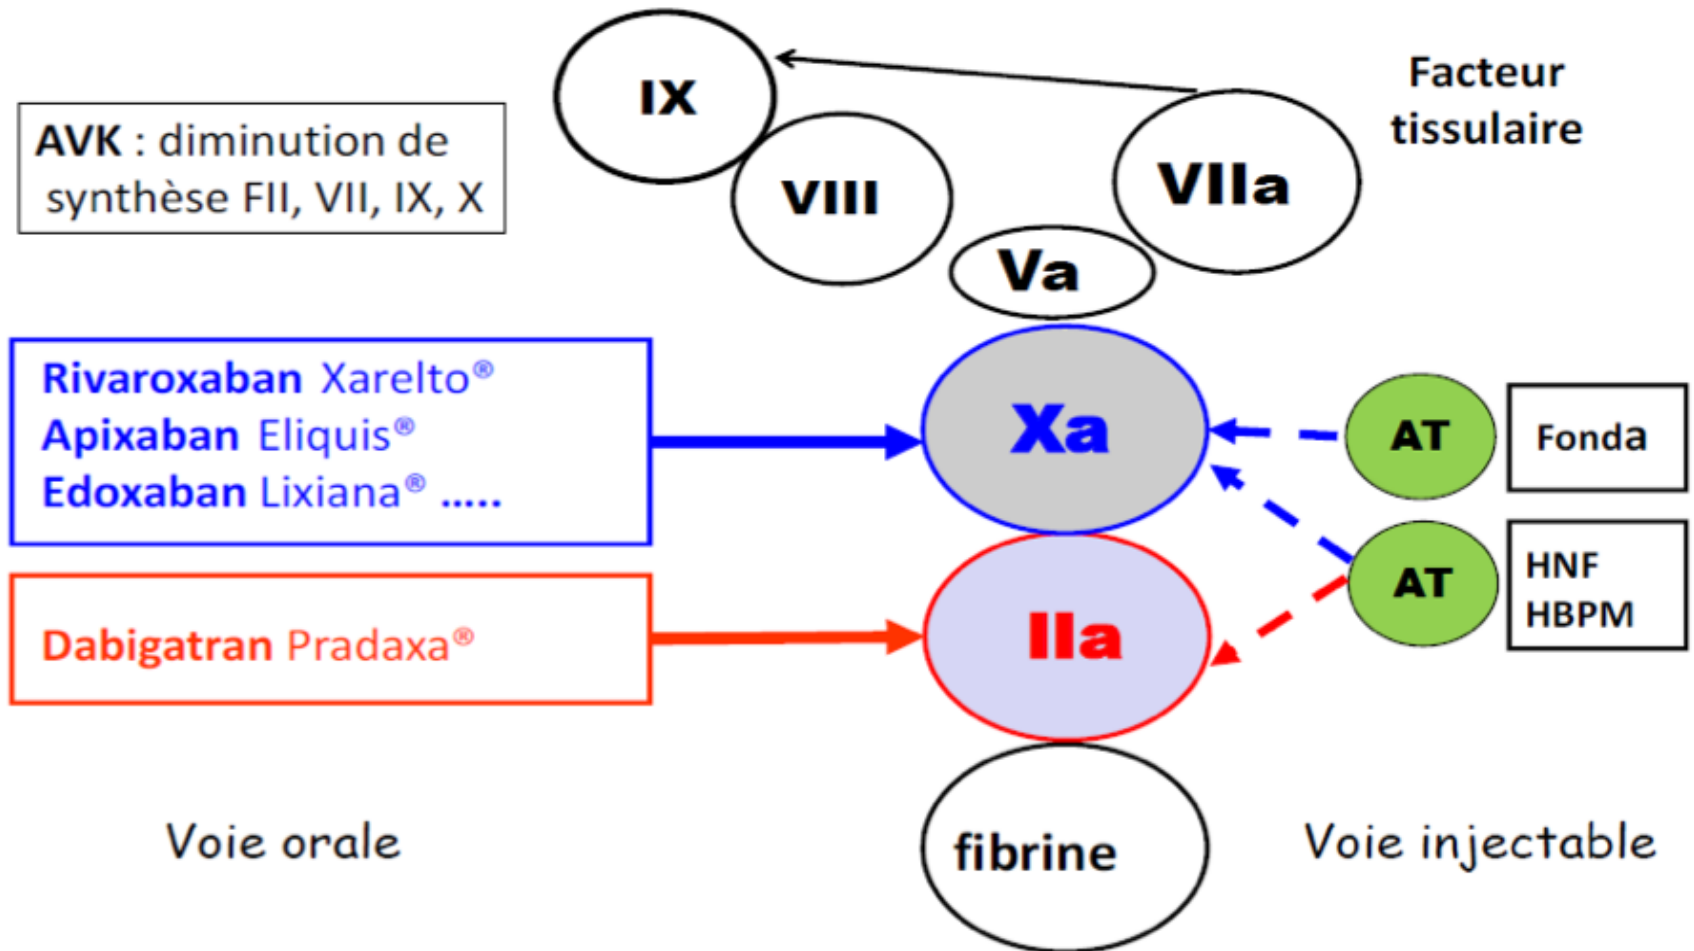 IX
Facteur
tissulaire
AVK : diminution de
synthèse FII, VII, IX, X
VIII
VIIa
Va
Rivaroxaban Xarelto®
Apixaban Eliquis®
Edoxaban Lixiana® .....
Xa
AT
Fonda
AT
HNF
HBPM
Dabigatran Pradaxa®
IIa
Voie orale
fibrine
Voie injectable